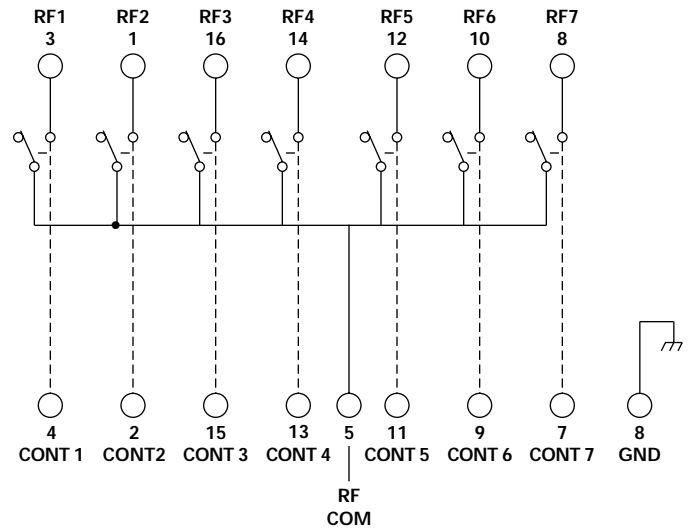 RF1 RF2 RF3 RF4 RF5 RF6 RF7
3 1 16 14 12 10 8
4 2 15 13 5 11 9 7 8
CONT 1 CONT2 CONT 3 CONT 4 CONT 5 CONT 6 CONT 7 GND
RF
COM